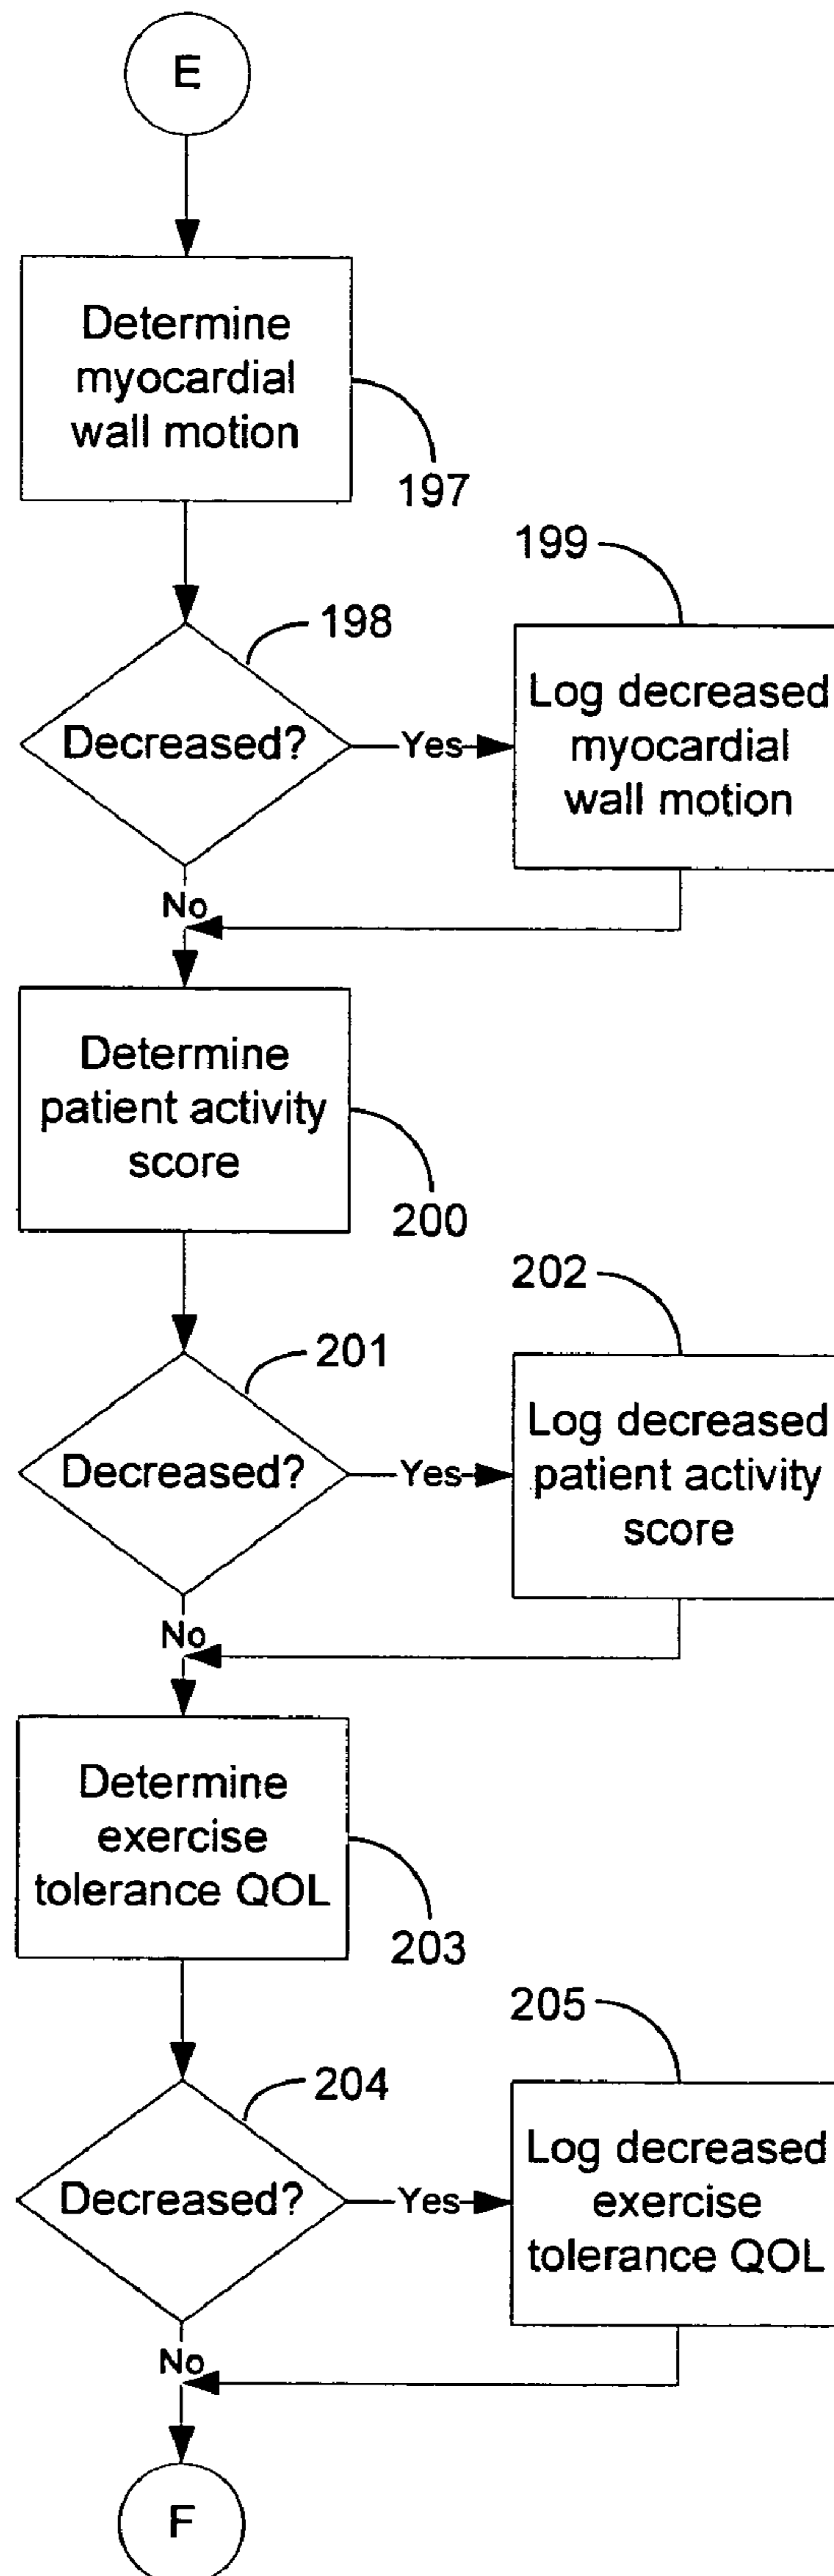 E
Determine
myocardial
wall motion
197
199
198
Decreased?
Yes
Log decreased
myocardial
wall motion
No
Determine
patient activity
score
200
202
201
Decreased?
Yes
Log decreased
patient activity
score
No
Determine
exercise
tolerance QOL
203
205
204
Decreased?
Yes
Log decreased
exercise
tolerance QOL
No
F